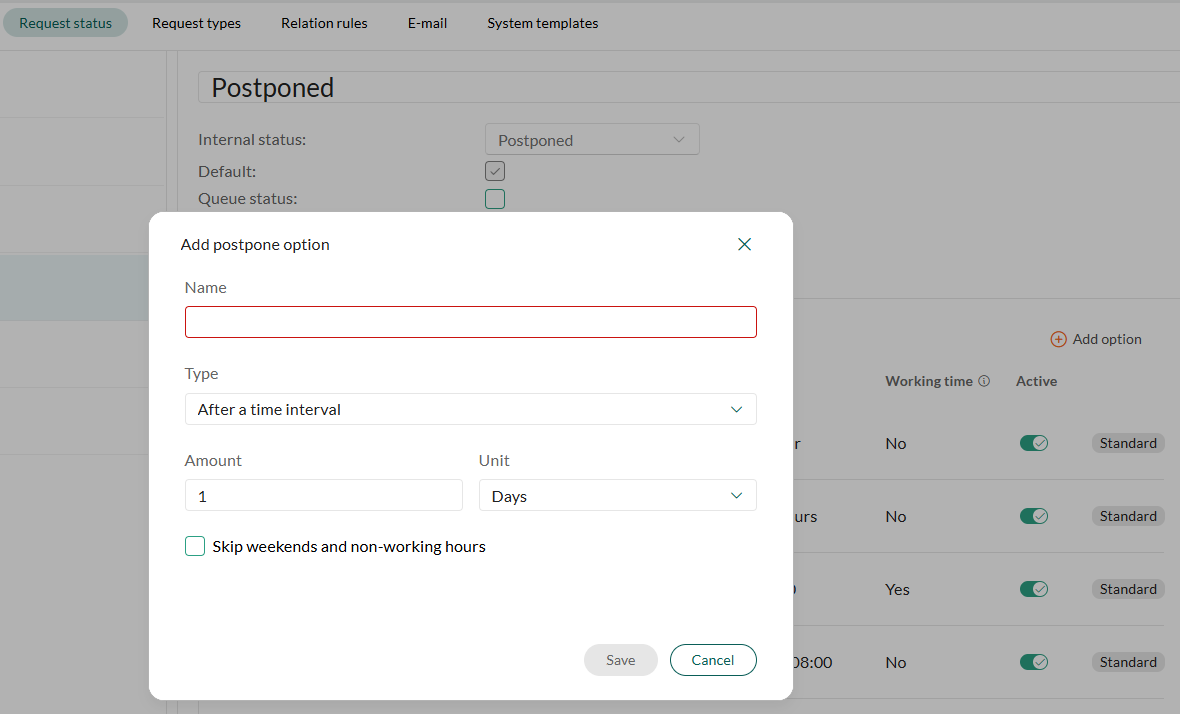 Request status Request types Relation rules E-mail System templates
Postponed
Internal status: Postponed
Default:
Queue status:
Add postpone option
Name
Add option
Type
Working time Active
After a time interval
r No Standard
Amount Unit
1 Days
urs No Standard
Skip weekends and non-working hours
Yes Standard
Save Cancel
08:00 No Standard